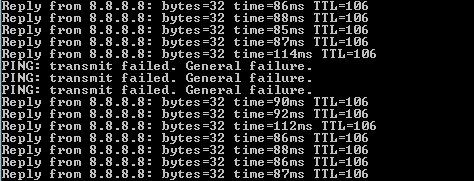 Reply from 8.8.8.8: bytes=32 time=86ms TTL=106
Reply from 8.8.8.8: bytes=32 time=88ms TTL=106
Reply from 8.8.8.8: bytes=32 time=85ms TTL=106
Reply from 8.8.8.8: bytes=32 time=87ms TTL=106
Reply from 8.8.8.8: bytes=32 time=114ms TTL=106
PING: transmit failed. General failure.
PING: transmit failed. General failure.
PING: transmit failed. General failure.
Reply from 8.8.8.8: bytes=32 time=90ms TTL=106
Reply from 8.8.8.8: bytes=32 time=92ms TTL=106
Reply from 8.8.8.8: bytes=32 time=112ms TTL=106
Reply from 8.8.8.8: bytes=32 time=86ms TTL=106
Reply from 8.8.8.8: bytes=32 time=88ms TTL=106
Reply from 8.8.8.8: bytes=32 time=86ms TTL=106
Reply from 8.8.8.8: bytes=32 time=87ms TTL=106